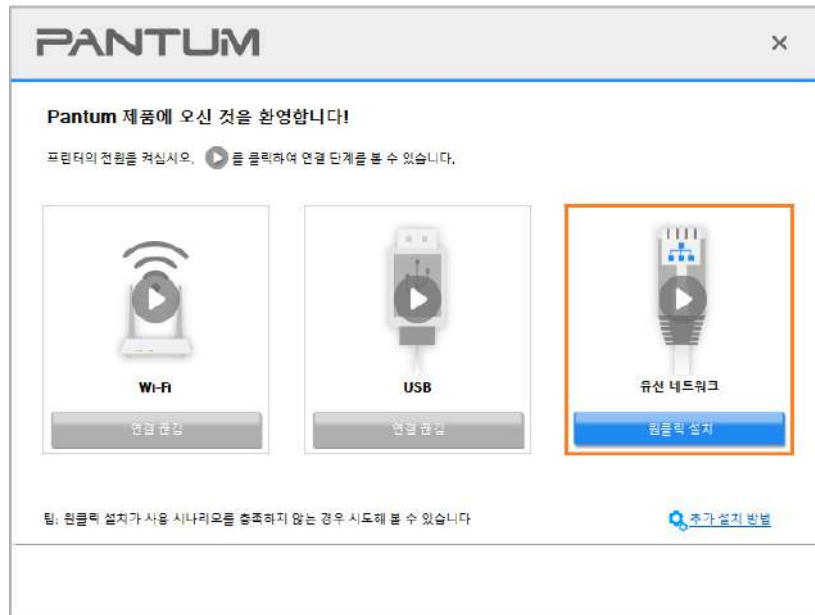 PANTUM
Pantum 제품에 오신 것을 환영합니다!
프린터의 전원을 켜십시오. 를 클릭하여 연결 단계를 볼 수 있습니다.
Wi-Fi
USB
유선 네트워크
연결 끊김
연결 끊김
원클릭 설치
팁: 원클릭 설치가 사용 시나리오를 충족하지 않는 경우 시도해 볼 수 있습니다
추가 설치 방법